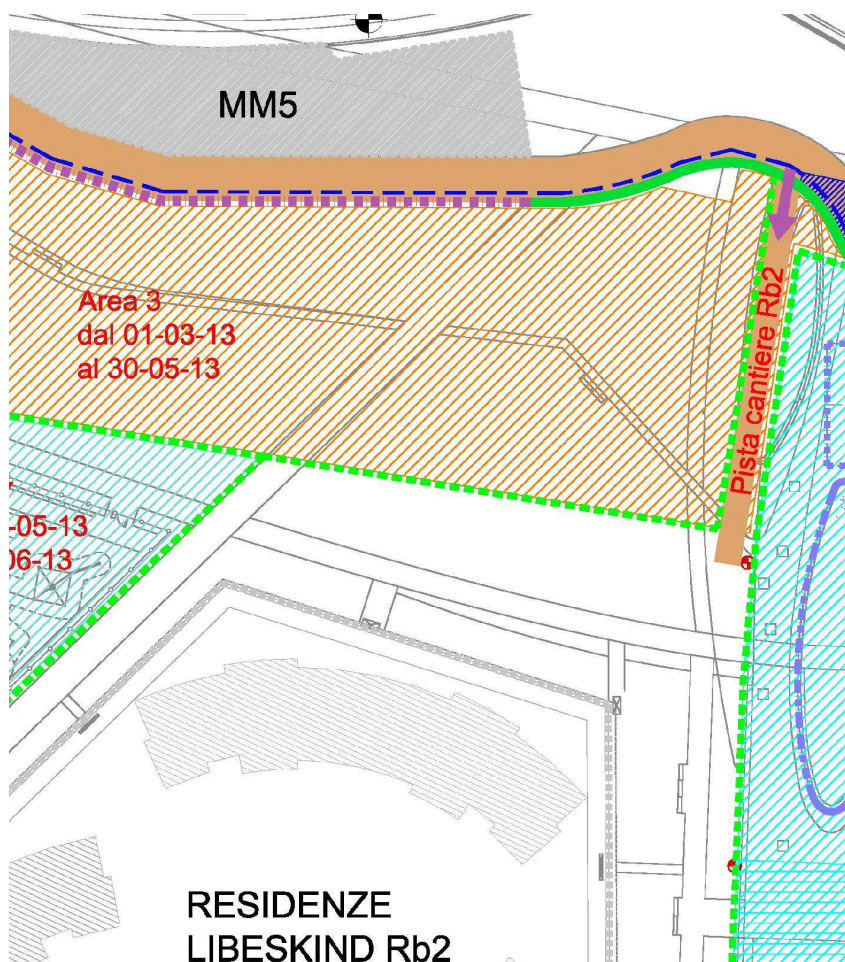 MM5
Area 3
dal 01-03-13
al 30-05-13
Pista cantiere Rb2
-05-13
06-13
RESIDENZE
LIBESKIND Rb2